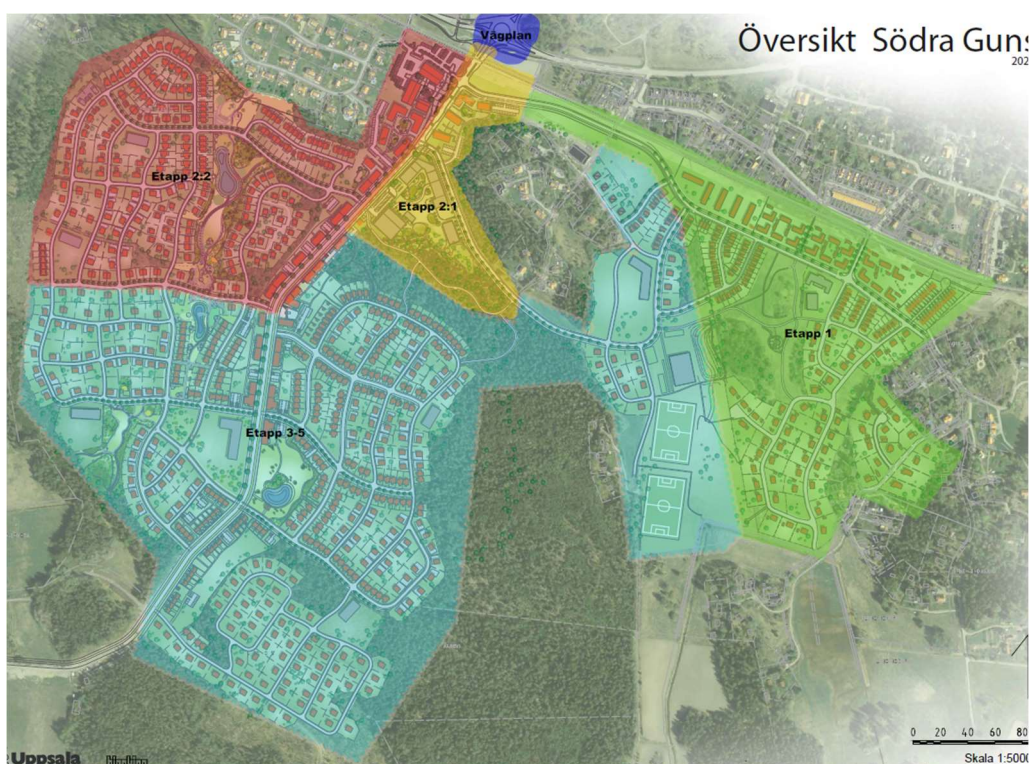 Översikt Södra Guns
202
Vägplan
Etapp 2:2
Etapp 2:1
Etapp 1
Etapp 3-5
0 20 40 60 80
Skala 1:5000
Uppsala